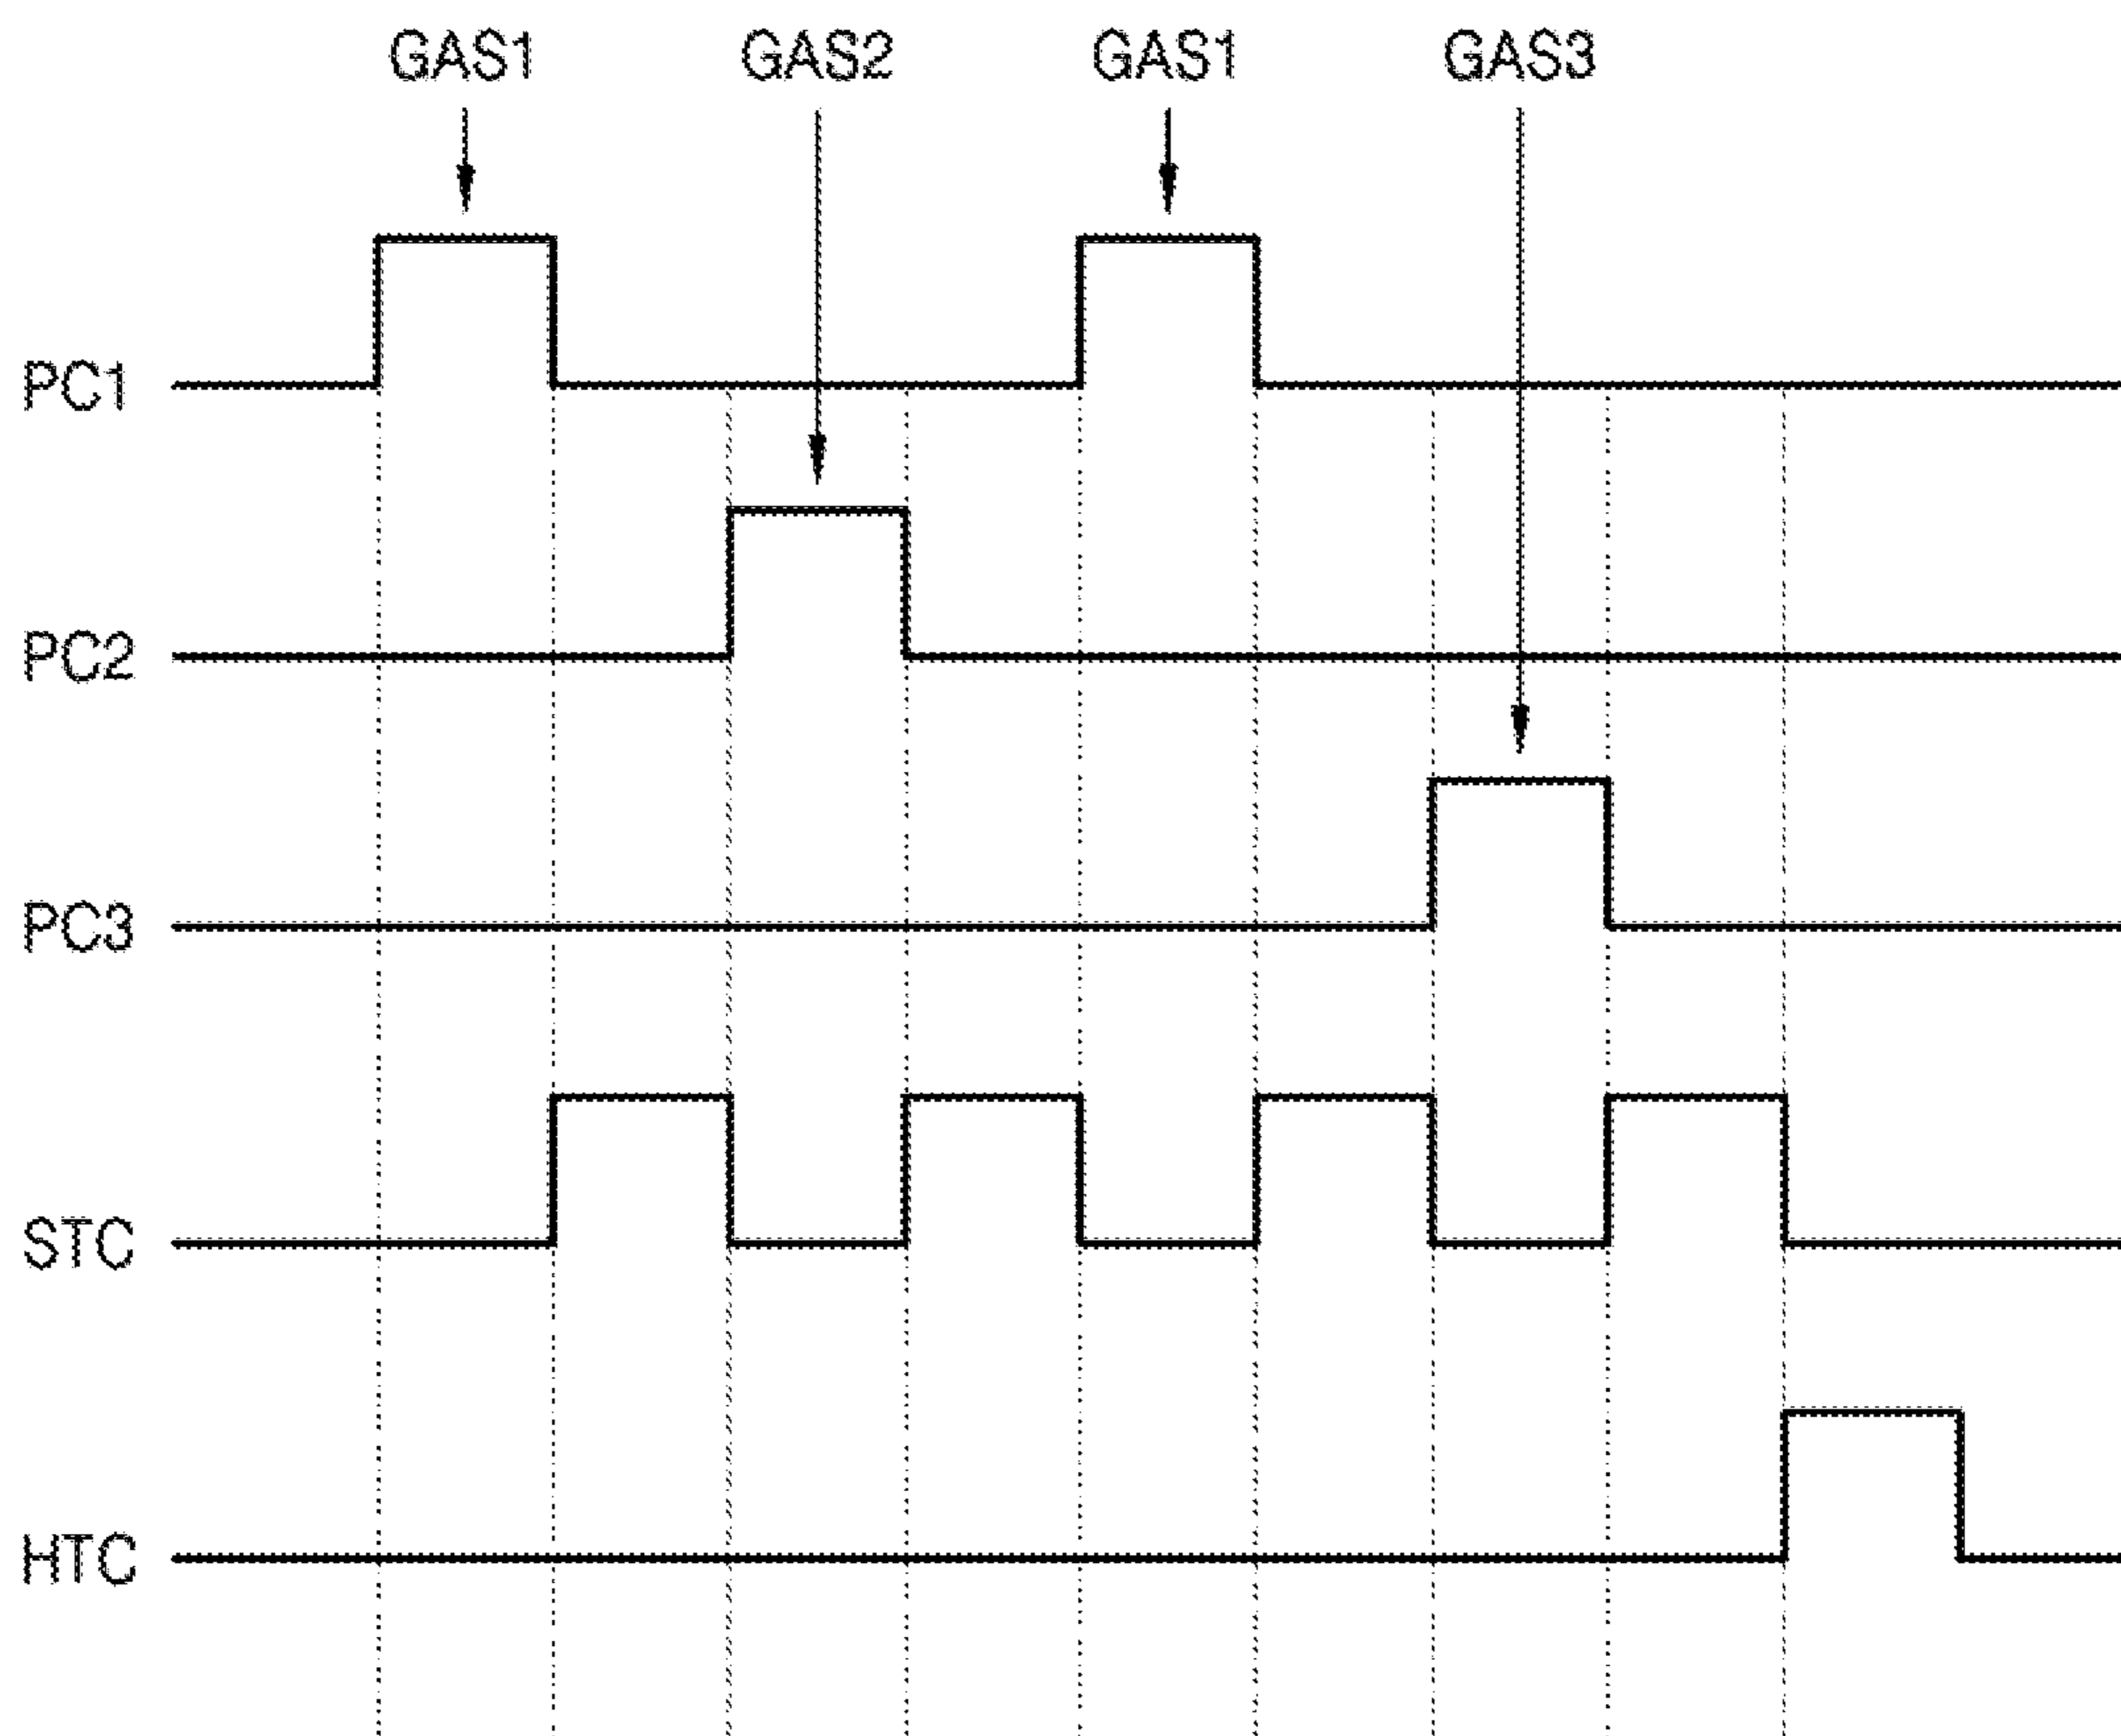 GAS1 GAS2 GAS1 GAS3
PC1
PC2
PC3
STC
HTC